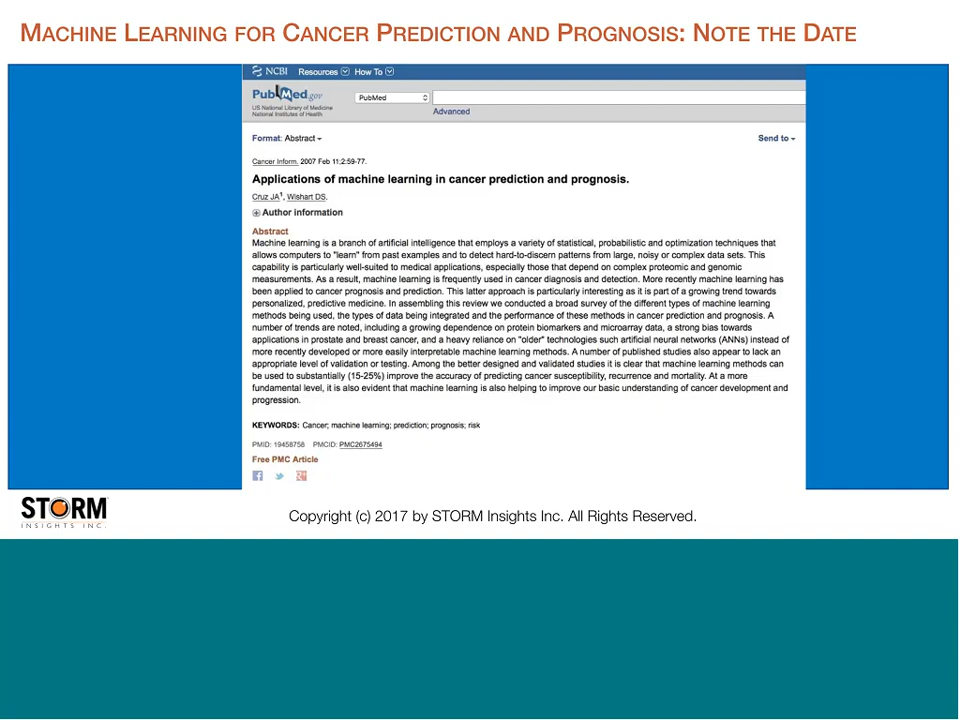 MACHINE LEARNING FOR CANCER PREDICTION AND PROGNOSIS: NOTE THE DATE
NCBI Resources How To
PubMed.gov
US National Library of Medicine
National Institutes of Health
PubMed
Advanced
Format: Abstract
Send to
Cancer Inform. 2007 Feb 11;2:59-77.
Applications of machine learning in cancer prediction and prognosis.
Cruz JA1, Wishart DS.
Author information
Abstract
Machine learning is a branch of artificial intelligence that employs a variety of statistical, probabilistic and optimization techniques that
allows computers to "learn" from past examples and to detect hard-to-discern patterns from large, noisy or complex data sets. This
capability is particularly well-suited to medical applications, especially those that depend on complex proteomic and genomic
measurements. As a result, machine learning is frequently used in cancer diagnosis and detection. More recently machine learning has
been applied to cancer prognosis and prediction. This latter approach is particularly interesting as it is part of a growing trend towards
personalized, predictive medicine. In assembling this review we conducted a broad survey of the different types of machine learning
methods being used, the types of data being integrated and the performance of these methods in cancer prediction and prognosis. A
number of trends are noted, including a growing dependence on protein biomarkers and microarray data, a strong bias towards
applications in prostate and breast cancer, and a heavy reliance on "older" technologies such artificial neural networks (ANNs) instead of
more recently developed or more easily interpretable machine learning methods. A number of published studies also appear to lack an
appropriate level of validation or testing. Among the better designed and validated studies it is clear that machine learning methods can
be used to substantially (15-25%) improve the accuracy of predicting cancer susceptibility, recurrence and mortality. At a more
fundamental level, it is also evident that machine learning is also helping to improve our basic understanding of cancer development and
progression.
KEYWORDS: Cancer; machine learning; prediction; prognosis; risk
PMID: 19458758 PMCID: PMC2675494
Free PMC Article
STORM
INSIGHTS INC.
Copyright (c) 2017 by STORM Insights Inc. All Rights Reserved.